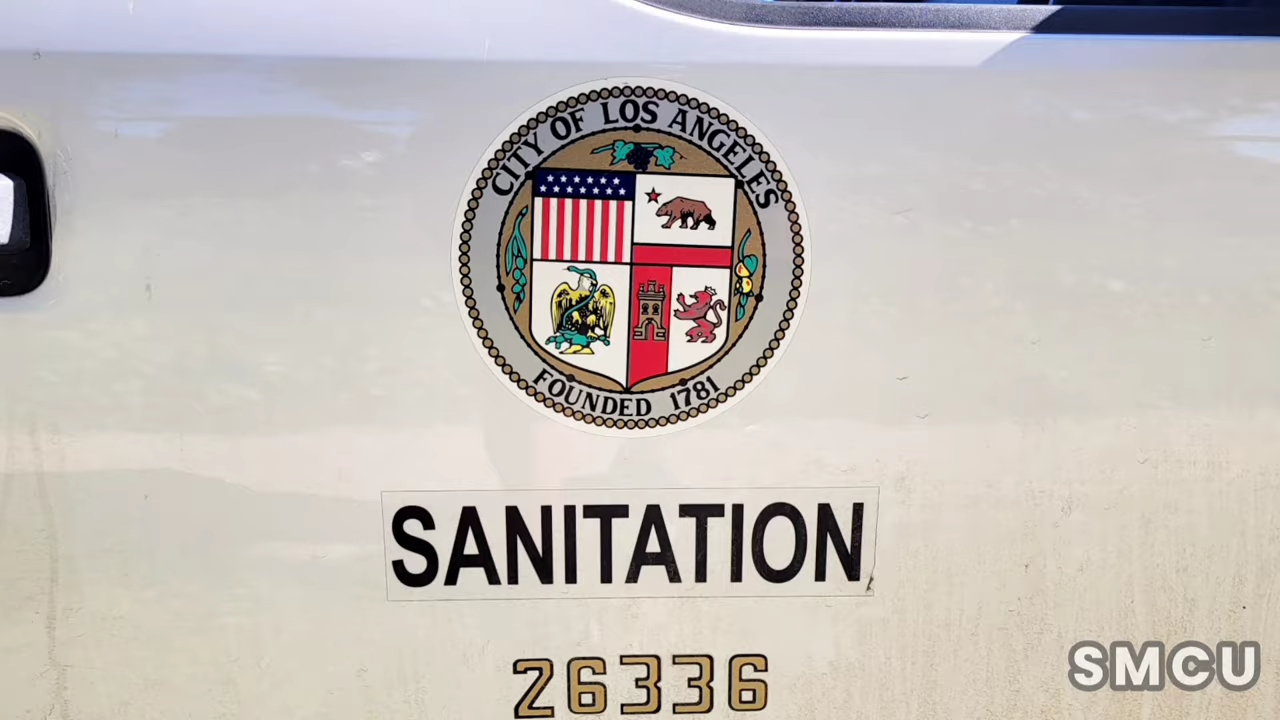 CITY OF LOS ANGELES
FOUNDED 1781
SANITATION
26336
SMCU